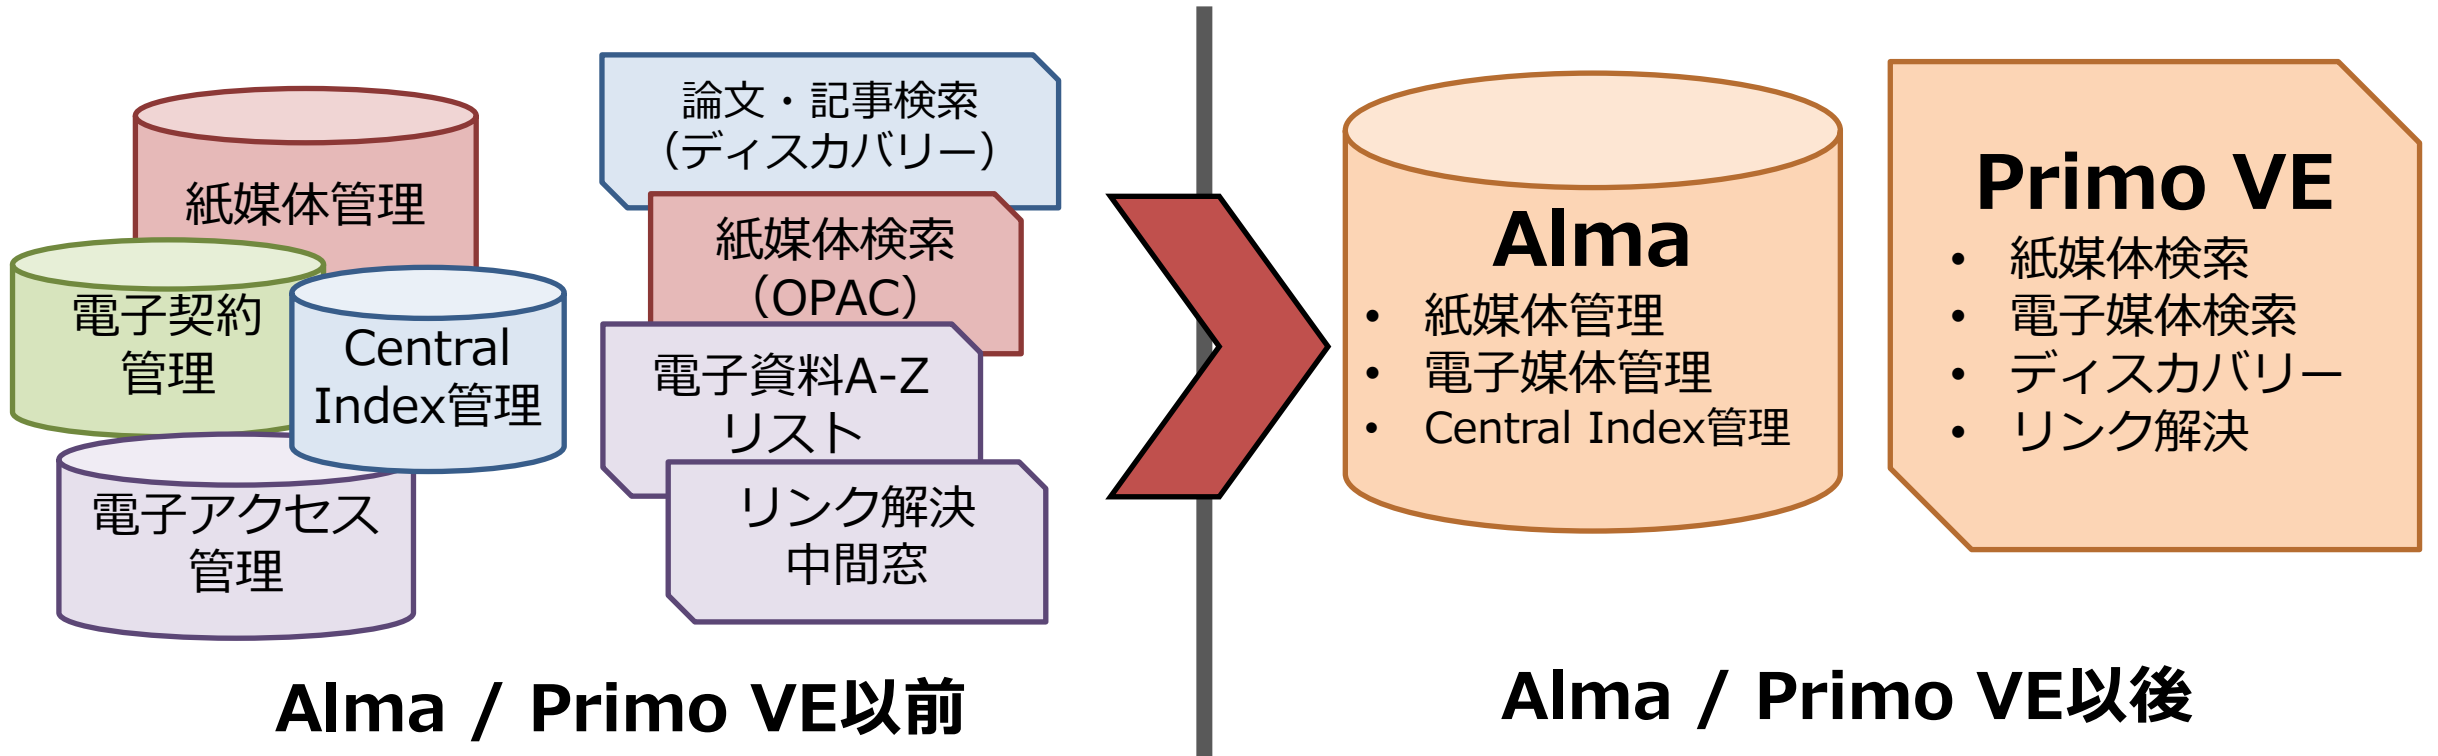 紙媒体管理
電子契約
管理
Central
Index管理
電子アクセス
管理
論文・記事検索
（ディスカバリー）
紙媒体検索
（OPAC）
電子資料A-Z
リスト
リンク解決
中間窓
Alma / Primo VE以前
Alma
• 紙媒体管理
• 電子媒体管理
• Central Index管理
Primo VE
• 紙媒体検索
• 電子媒体検索
• ディスカバリー
• リンク解決
Alma / Primo VE以後